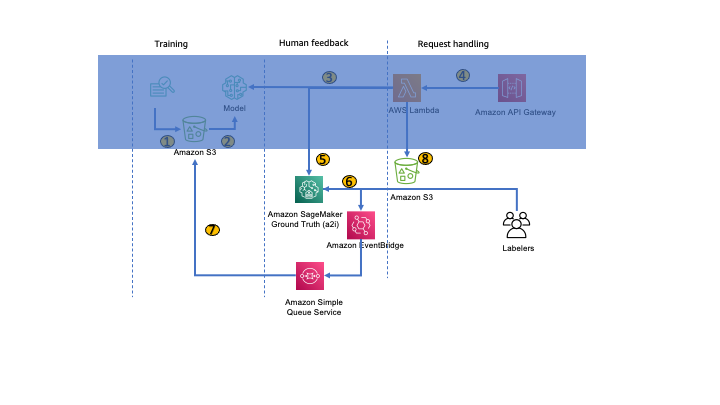 Training
Human feedback
Request handling
3
4
Model
AWS Lambda
Amazon API Gateway
1
2
Amazon S3
5
8
6
Amazon S3
Amazon SageMaker
Ground Truth (a2i)
7
Amazon EventBridge
Labelers
Amazon Simple
Queue Service